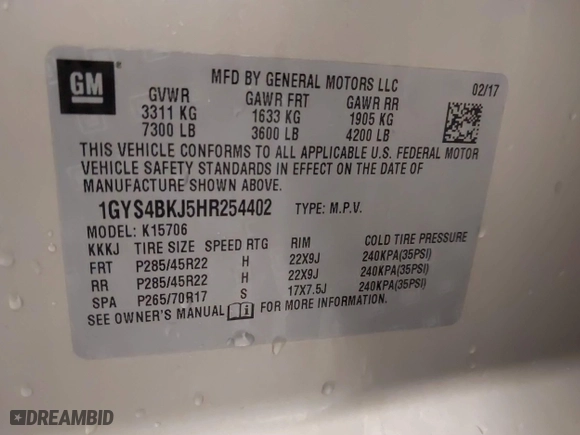 GM
MFD BY GENERAL MOTORS LLC 02/17
GVWR GAWR FRT GAWR RR
3311 KG 1633 KG 1905 KG
7300 LB 3600 LB 4200 LB
THIS VEHICLE CONFORMS TO ALL APPLICABLE U.S. FEDERAL MOTOR
VEHICLE SAFETY STANDARDS IN EFFECT ON THE DATE OF
MANUFACTURE SHOWN ABOVE.
1GYS4BKJ5HR254402 TYPE: M.P.V.
MODEL: K15706
KKKJ TIRE SIZE SPEED RTG RIM COLD TIRE PRESSURE
FRT P285/45R22 H 22X9J 240KPA(35PSI)
RR P285/45R22 H 22X9J 240KPA(35PSI)
SPA P265/70R17 S 17X7.5J 240KPA(35PSI)
SEE OWNER'S MANUAL FOR MORE INFORMATION.
DREAMBID